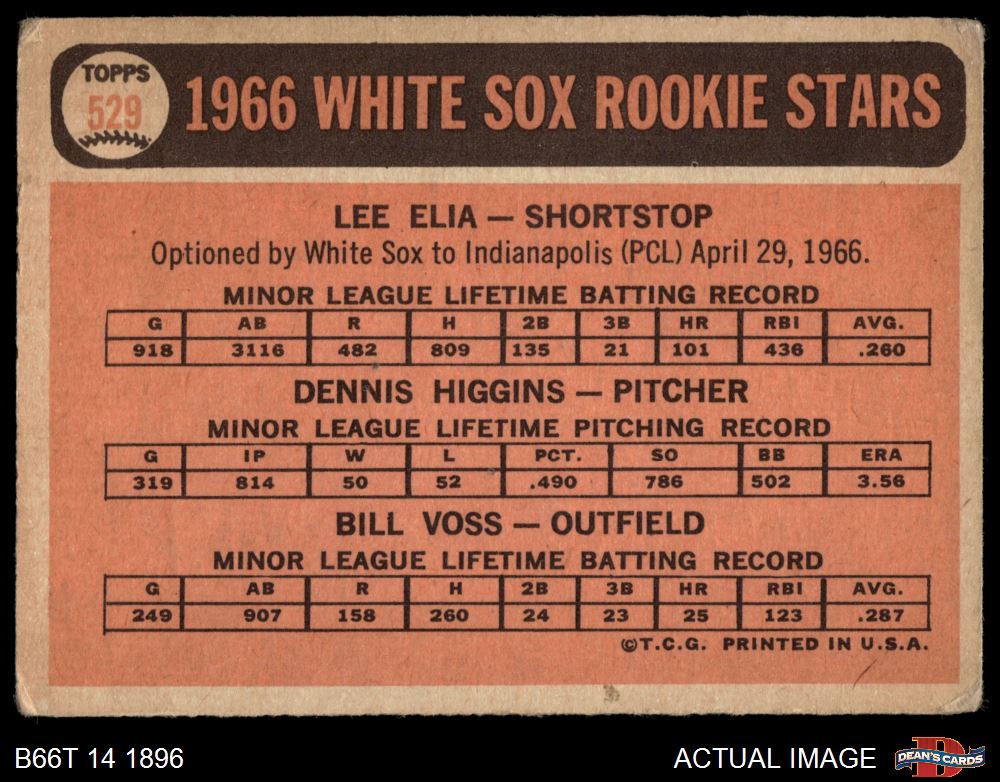 TOPPS
529
1966 WHITE SOX ROOKIE STARS
LEE ELIA — SHORTSTOP
Optioned by White Sox to Indianapolis (PCL) April 29, 1966.
MINOR LEAGUE LIFETIME BATTING RECORD
G AB R H 2B 3B HR RBI AVG.
918 3116 482 809 135 21 101 436 .260
DENNIS HIGGINS — PITCHER
MINOR LEAGUE LIFETIME PITCHING RECORD
G IP W L PCT. SO BB ERA
319 814 50 52 .490 786 502 3.56
BILL VOSS — OUTFIELD
MINOR LEAGUE LIFETIME BATTING RECORD
G AB R H 2B 3B HR RBI AVG.
249 907 158 260 24 23 25 123 .287
©T.C.G. PRINTED IN U.S.A.
B66T 14 1896
ACTUAL IMAGE
D
DEAN'S CARDS